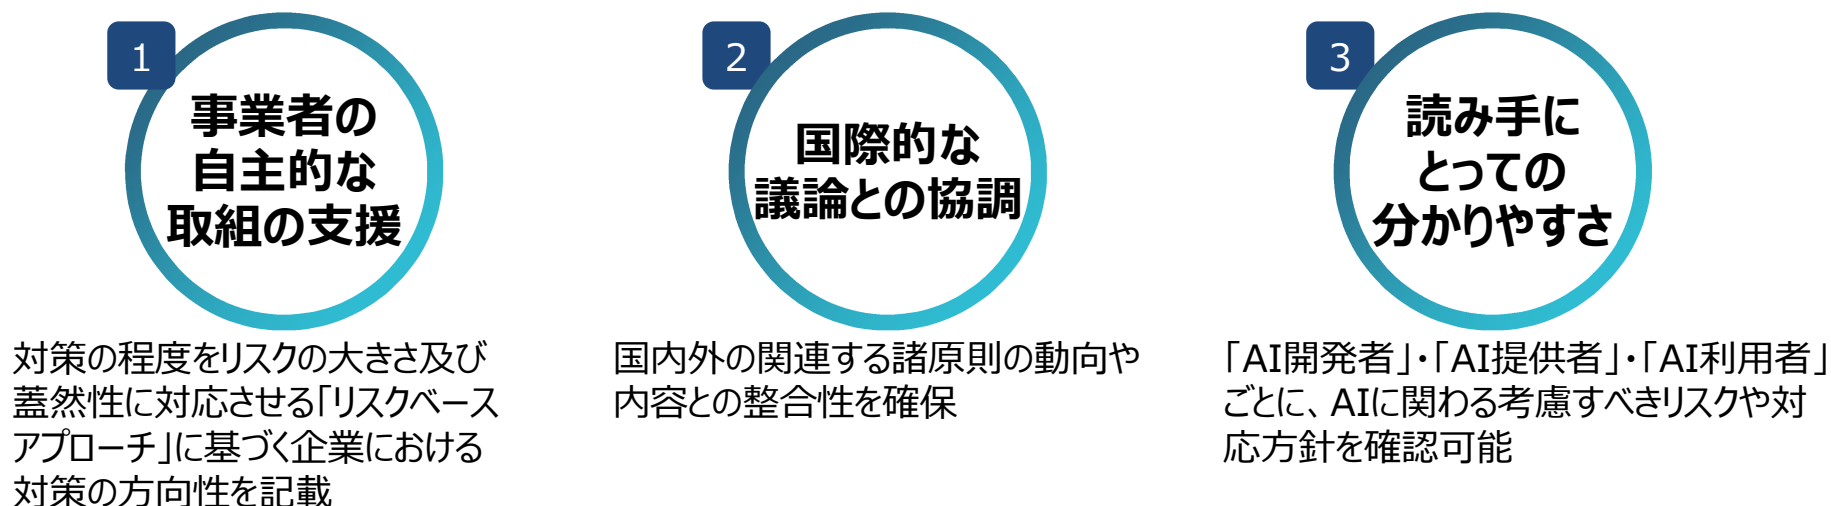 1
事業者の
自主的な
取組の支援
対策の程度をリスクの大きさ及び
蓋然性に対応させる「リスクベース
アプローチ」に基づく企業における
対策の方向性を記載
2
国際的な
議論との協調
国内外の関連する諸原則の動向や
内容との整合性を確保
3
読み手に
とっての
分かりやすさ
「AI開発者」・「AI提供者」・「AI利用者」
ごとに、AIに関わる考慮すべきリスクや対
応方針を確認可能